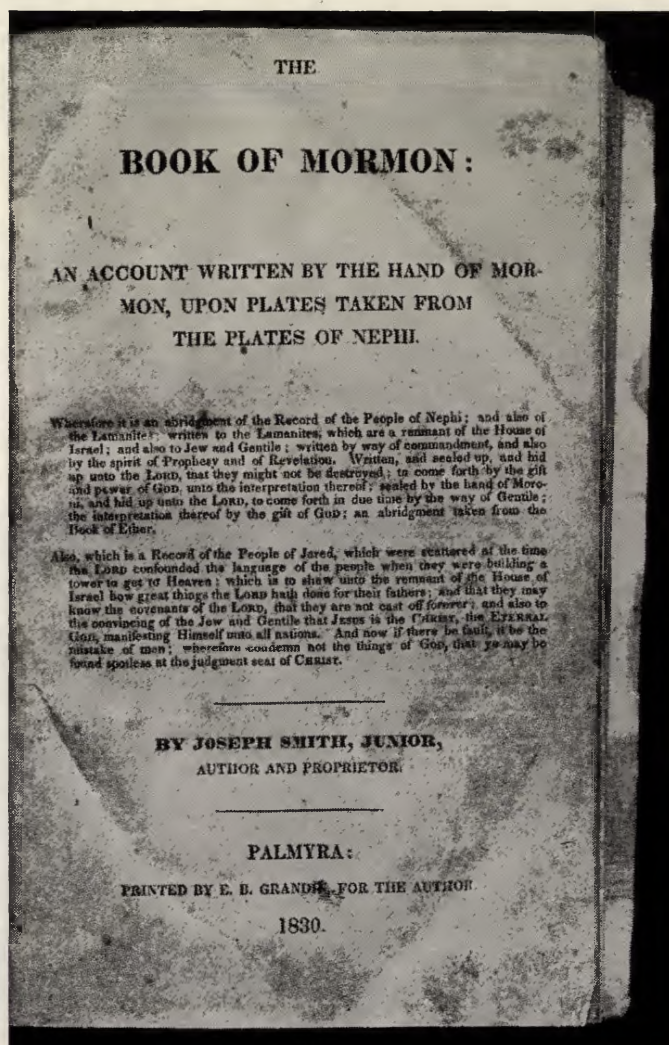 THE
BOOK OF MORMON:
AN ACCOUNT WRITTEN BY THE HAND OF MOR-
MON, UPON PLATES TAKEN FROM
THE PLATES OF NEPHI.
Wherefore it is an abridgment of the Record of the People of Nephi; and also of
the Lamanites; written to the Lamanites, which are a remnant of the House of
Israel; and also to Jew and Gentile; written by way of commandment, and also
by the spirit of Prophesy and of Revelation. Written, and sealed up, and hid
up unto the LORD, that they might not be destroyed; to come forth by the gift
and power of GOD, unto the interpretation thereof; sealed by the hand of Moro-
ni, and hid up unto the LORD, to come forth in due time by the way of Gentile;
the interpretation thereof by the gift of GOD; an abridgment taken from the
Book of Ether.
Also, which is a Record of the People of Jared, which were scattered at the time
the LORD confounded the language of the people when they were building a
tower to get to Heaven: which is to shew unto the remnant of the House of
Israel how great things the LORD hath done for their fathers; and that they may
know the covenants of the LORD, that they are not cast off forever; and also to
the convincing of the Jew and Gentile that JESUS is the CHRIST, the ETERNAL
GOD, manifesting Himself unto all nations. And now if there be fault, it be the
mistake of men; wherefore condemn not the things of GOD, that ye may be
found spotless at the judgment seat of CHRIST.
BY JOSEPH SMITH, JUNIOR,
AUTHOR AND PROPRIETOR.
PALMYRA:
PRINTED BY E. B. GRANDIN, FOR THE AUTHOR.
1830.